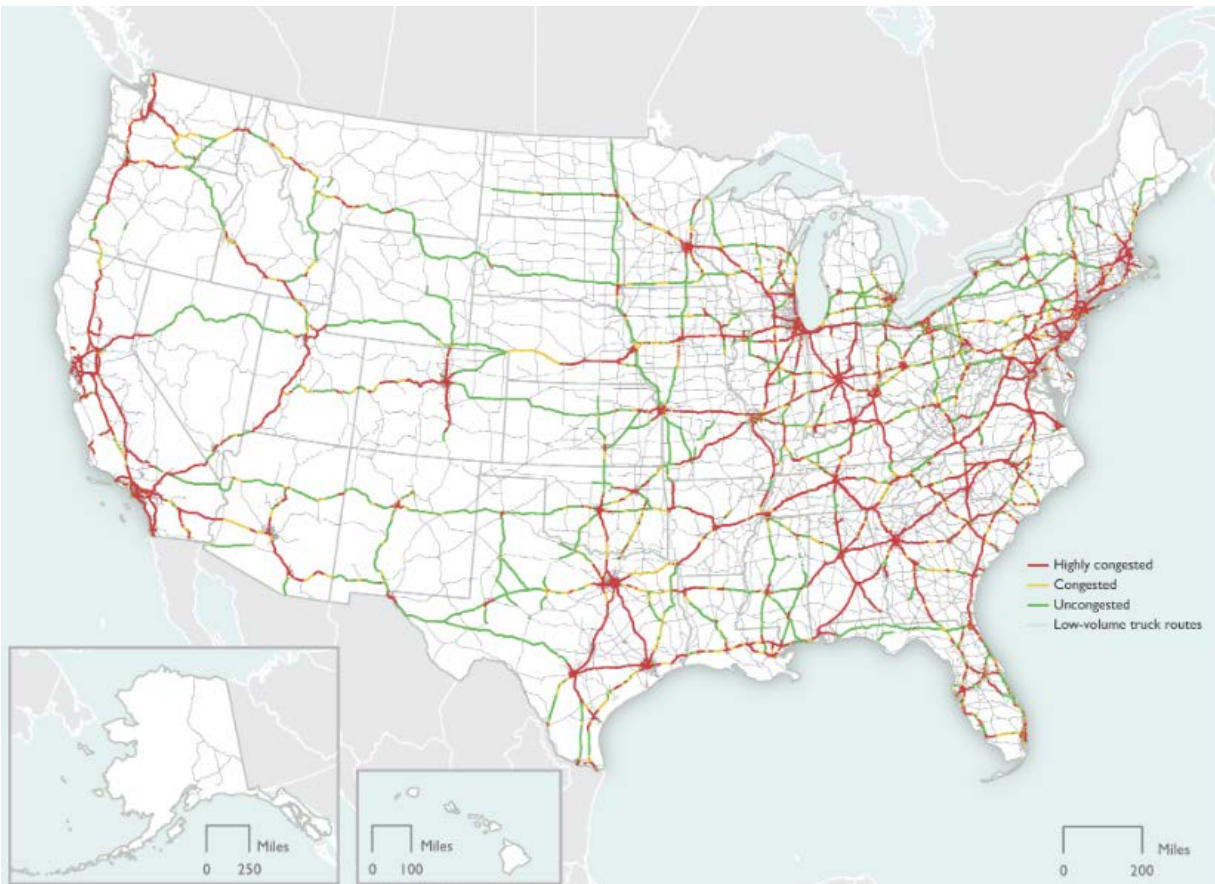 Highly congested
Congested
Uncongested
Low-volume truck routes
Miles
0 250
Miles
0 100
Miles
0 200